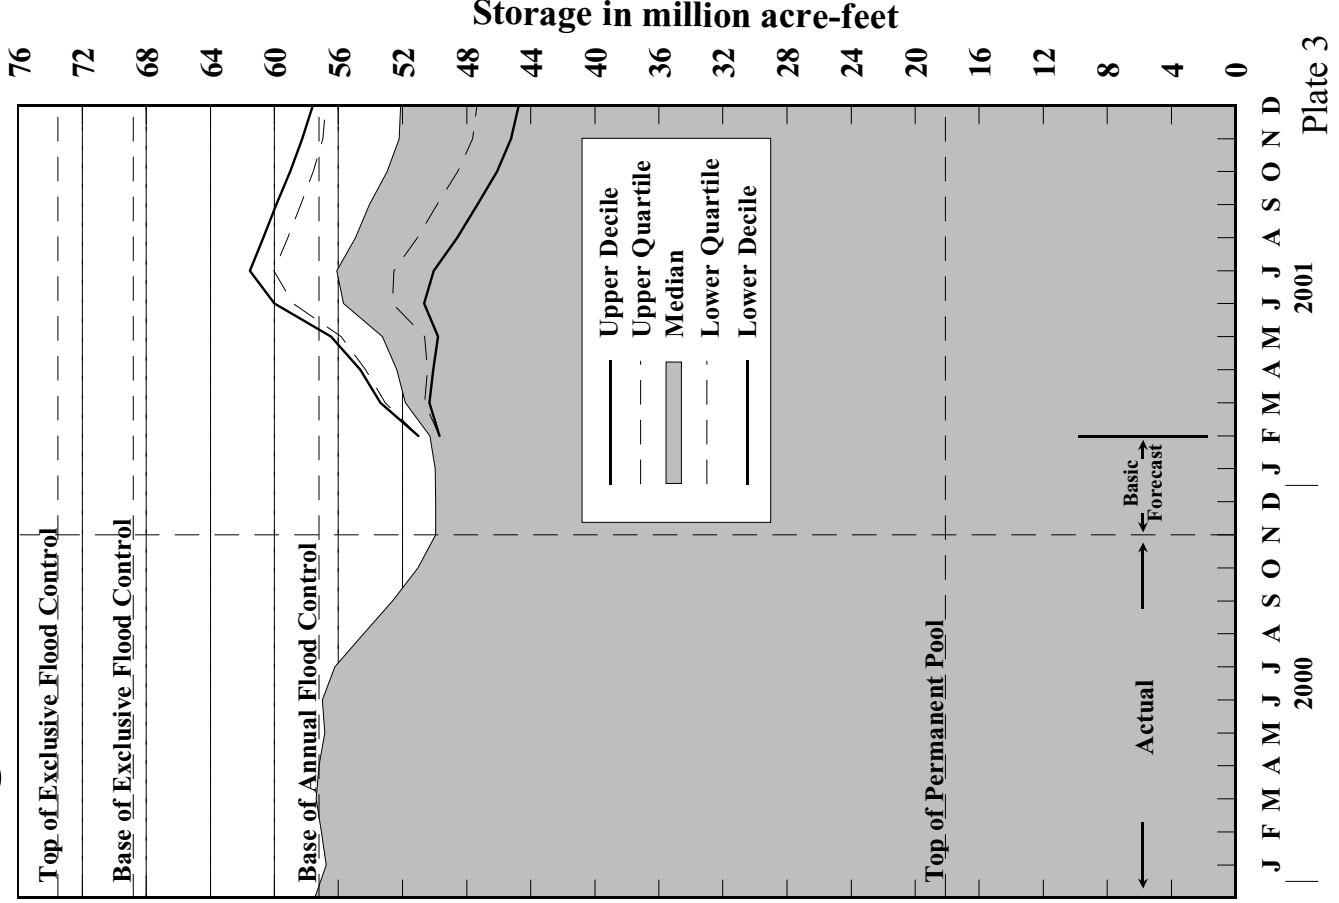 Storage in million acre-feet
76
72
68
64
60
56
52
48
44
40
36
32
28
24
20
16
12
8
4
0
Top of Exclusive Flood Control
Base of Exclusive Flood Control
Base of Annual Flood Control
Top of Permanent Pool
Upper Decile
Upper Quartile
Median
Lower Quartile
Lower Decile
Actual
Basic
Forecast
J F M A M J J A S O N D J F M A M J J A S O N D
2000
2001
Plate 3